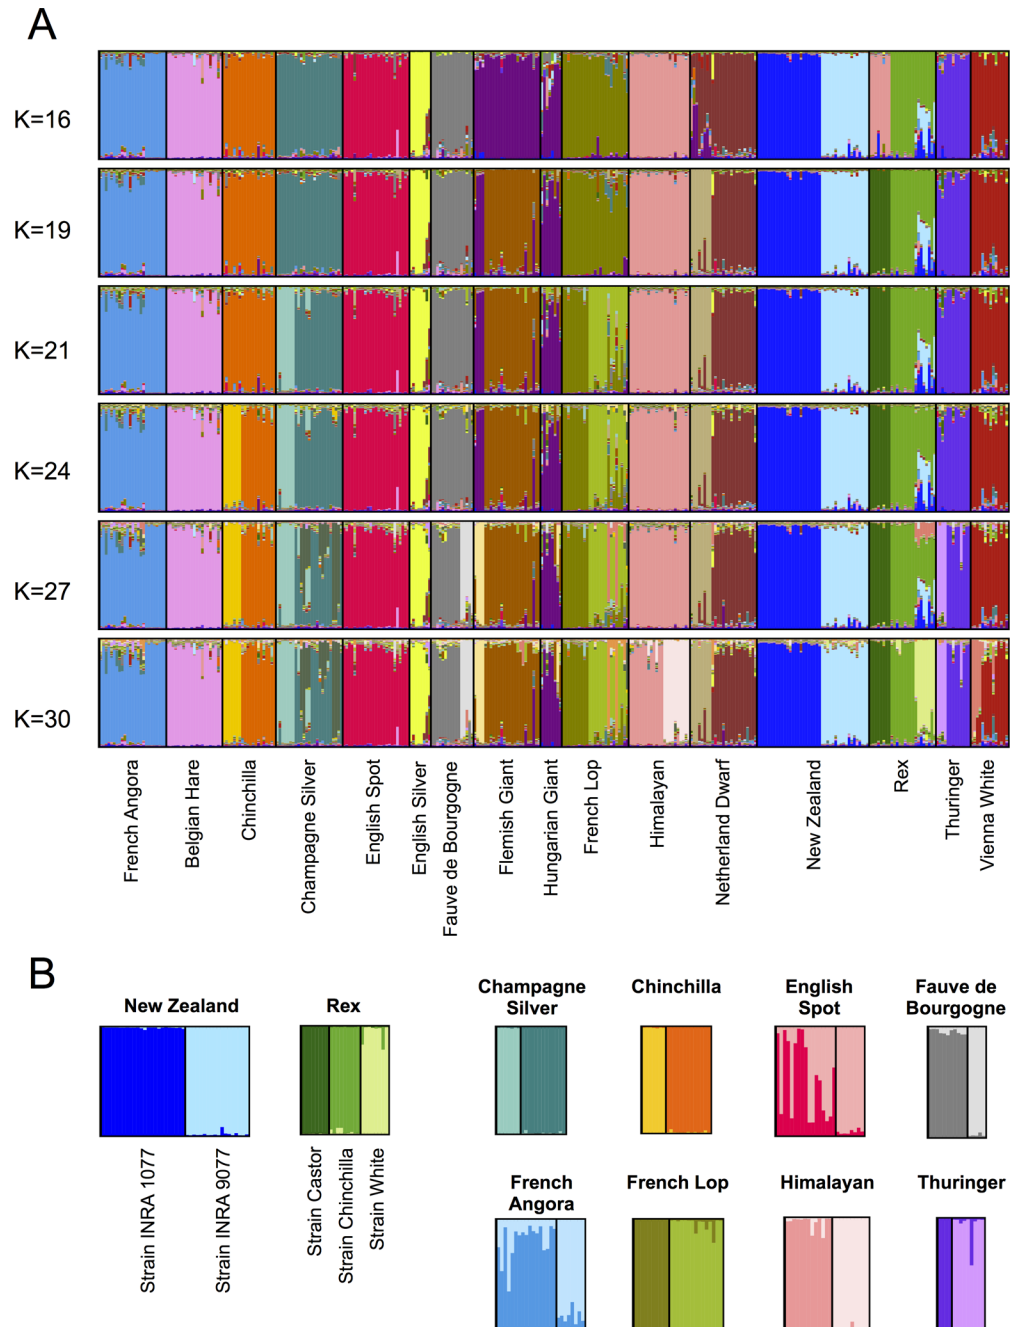 A
K=16
K=19
K=21
K=24
K=27
K=30
French Angora
Belgian Hare
Chinchilla
Champagne Silver
English Spot
English Silver
Fauve de Bourgogne
Flemish Giant
Hungarian Giant
French Lop
Himalayan
Netherland Dwarf
New Zealand
Rex
Thuringer
Vienna White
B
New Zealand
Rex
Champagne
Silver
Chinchilla
English
Spot
Fauve de
Bourgogne
Strain INRA 1077
Strain INRA 9077
Strain Castor
Strain Chinchilla
Strain White
French
Angora
French Lop
Himalayan
Thuringer